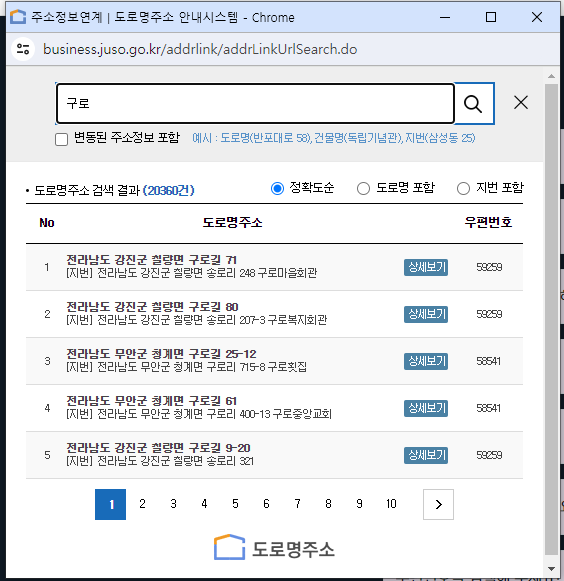 주소정보연계 | 도로명주소 안내시스템 - Chrome
business.juso.go.kr/addrlink/addrLinkUrlSearch.do
구로
변동된 주소정보 포함 예시 : 도로명(반포대로 58), 건물명(독립기념관), 지번(삼성동 25)
• 도로명주소 검색 결과 (20360건) 정확도순 도로명 포함 지번 포함
No 도로명주소 우편번호
1 전라남도 강진군 칠량면 구로길 71 상세보기 59259
[지번] 전라남도 강진군 칠량면 송로리 248 구로마을회관
2 전라남도 강진군 칠량면 구로길 80 상세보기 59259
[지번] 전라남도 강진군 칠량면 송로리 207-3 구로복지회관
3 전라남도 무안군 청계면 구로길 25-12 상세보기 58541
[지번] 전라남도 무안군 청계면 구로리 715-8 구로횟집
4 전라남도 무안군 청계면 구로길 61 상세보기 58541
[지번] 전라남도 무안군 청계면 구로리 400-13 구로중앙교회
5 전라남도 강진군 칠량면 구로길 9-20 상세보기 59259
[지번] 전라남도 강진군 칠량면 송로리 321
1 2 3 4 5 6 7 8 9 10
도로명주소